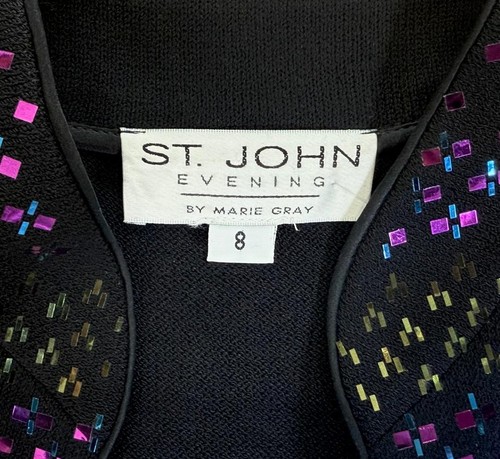 ST. JOHN
EVENING
BY MARIE GRAY
8